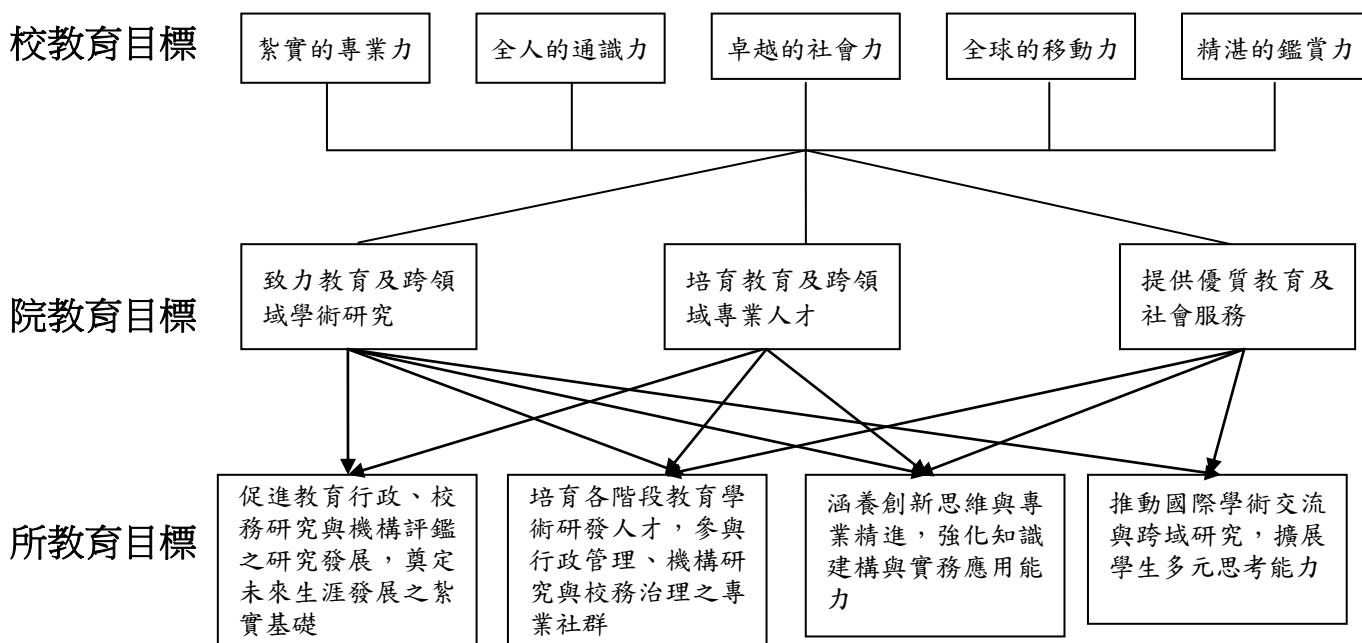 校教育目標
紮實的專業力
全人的通識力
卓越的社會力
全球的移動力
精湛的鑑賞力
院教育目標
致力教育及跨領
域學術研究
培育教育及跨領
域專業人才
提供優質教育及
社會服務
所教育目標
促進教育行政、校
務研究與機構評鑑
之研究發展，奠定
未來生涯發展之紮
實基礎
培育各階段教育學
術研發人才，參與
行政管理、機構研
究與校務治理之專
業社群
涵養創新思維與專
業精進，強化知識
建構與實務應用能
力
推動國際學術交流
與跨域研究，擴展
學生多元思考能力